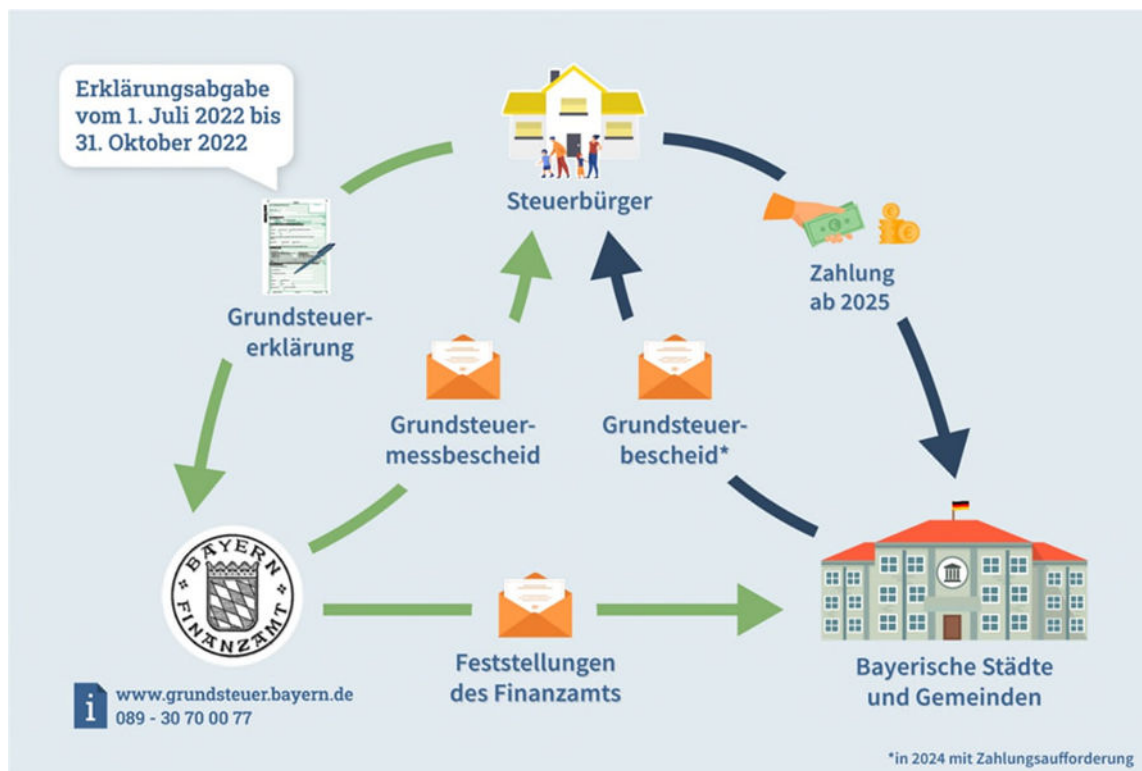 Erklärungsabgabe
vom 1. Juli 2022 bis
31. Oktober 2022
Steuerbürger
Grundsteuer-
erklärung
Zahlung
ab 2025
Grundsteuer-
messbescheid
Grundsteuer-
bescheid*
BAYERN
FINANZAMT
Feststellungen
des Finanzamts
Bayerische Städte
und Gemeinden
i
www.grundsteuer.bayern.de
089 - 30 70 00 77
*in 2024 mit Zahlungsaufforderung